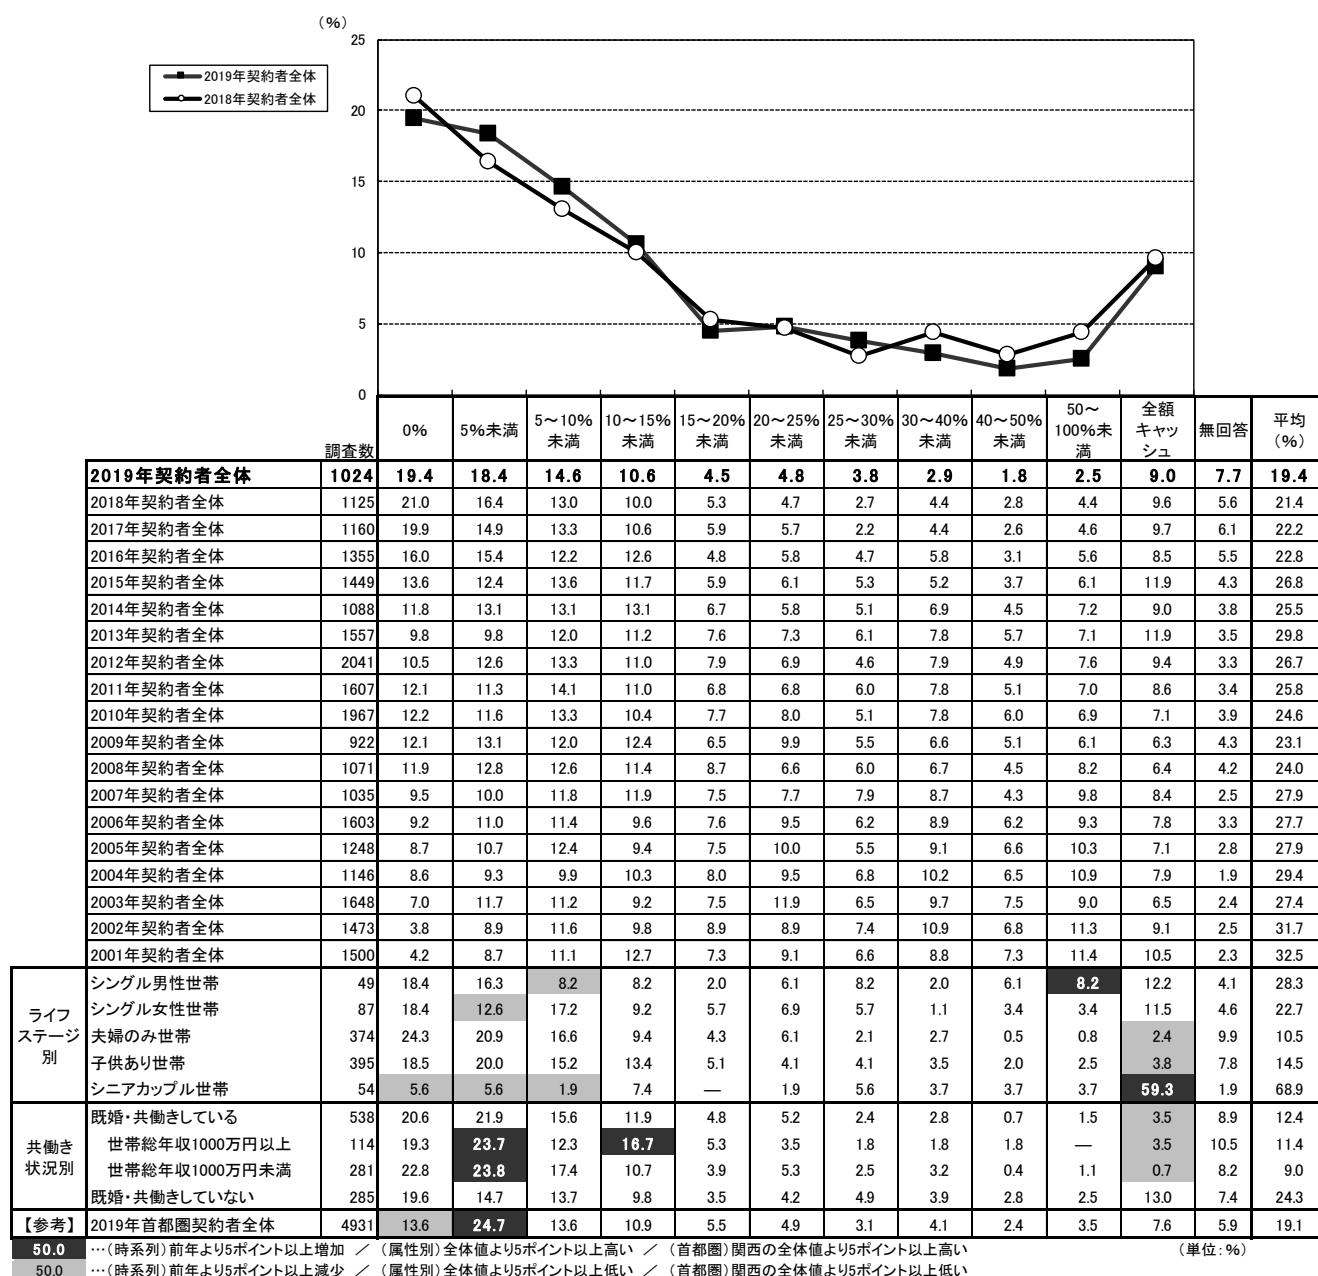 (%)
25
20
15
10
5
0
2019年契約者全体
2018年契約者全体
調査数 0% 5%未満 5～10%未満 10～15%未満 15～20%未満 20～25%未満 25～30%未満 30～40%未満 40～50%未満 50～100%未満 全額キャッシュ 無回答 平均(%)
2019年契約者全体 1024 19.4 18.4 14.6 10.6 4.5 4.8 3.8 2.9 1.8 2.5 9.0 7.7 19.4
2018年契約者全体 1125 21.0 16.4 13.0 10.0 5.3 4.7 2.7 4.4 2.8 4.4 9.6 5.6 21.4
2017年契約者全体 1160 19.9 14.9 13.3 10.6 5.9 5.7 2.2 4.4 2.6 4.6 9.7 6.1 22.2
2016年契約者全体 1355 16.0 15.4 12.2 12.6 4.8 5.8 4.7 5.8 3.1 5.6 8.5 5.5 22.8
2015年契約者全体 1449 13.6 12.4 13.6 11.7 5.9 6.1 5.3 5.2 3.7 6.1 11.9 4.3 26.8
2014年契約者全体 1088 11.8 13.1 13.1 13.1 6.7 5.8 5.1 6.9 4.5 7.2 9.0 3.8 25.5
2013年契約者全体 1557 9.8 9.8 12.0 11.2 7.6 7.3 6.1 7.8 5.7 7.1 11.9 3.5 29.8
2012年契約者全体 2041 10.5 12.6 13.3 11.0 7.9 6.9 4.6 7.9 4.9 7.6 9.4 3.3 26.7
2011年契約者全体 1607 12.1 11.3 14.1 11.0 6.8 6.8 6.0 7.8 5.1 7.0 8.6 3.4 25.8
2010年契約者全体 1967 12.2 11.6 13.3 10.4 7.7 8.0 5.1 7.8 6.0 6.9 7.1 3.9 24.6
2009年契約者全体 922 12.1 13.1 12.0 12.4 6.5 9.9 5.5 6.6 5.1 6.1 6.3 4.3 23.1
2008年契約者全体 1071 11.9 12.8 12.6 11.4 8.7 6.6 6.0 6.7 4.5 8.2 6.4 4.2 24.0
2007年契約者全体 1035 9.5 10.0 11.8 11.9 7.5 7.7 7.9 8.7 4.3 9.8 8.4 2.5 27.9
2006年契約者全体 1603 9.2 11.0 11.4 9.6 7.6 9.5 6.2 8.9 6.2 9.3 7.8 3.3 27.7
2005年契約者全体 1248 8.7 10.7 12.4 9.4 7.5 10.0 5.5 9.1 6.6 10.3 7.1 2.8 27.9
2004年契約者全体 1146 8.6 9.3 9.9 10.3 8.0 9.5 6.8 10.2 6.5 10.9 7.9 1.9 29.4
2003年契約者全体 1648 7.0 11.7 11.2 9.2 7.5 11.9 6.5 9.7 7.5 9.0 6.5 2.4 27.4
2002年契約者全体 1473 3.8 8.9 11.6 9.8 8.9 8.9 7.4 10.9 6.8 11.3 9.1 2.5 31.7
2001年契約者全体 1500 4.2 8.7 11.1 12.7 7.3 9.1 6.6 8.8 7.3 11.4 10.5 2.3 32.5
ライフステージ別
シングル男性世帯 49 18.4 16.3 8.2 8.2 2.0 6.1 8.2 2.0 6.1 8.2 12.2 4.1 28.3
シングル女性世帯 87 18.4 12.6 17.2 9.2 5.7 6.9 5.7 1.1 3.4 3.4 11.5 4.6 22.7
夫婦のみ世帯 374 24.3 20.9 16.6 9.4 4.3 6.1 2.1 2.7 0.5 0.8 2.4 9.9 10.5
子供あり世帯 395 18.5 20.0 15.2 13.4 5.1 4.1 4.1 3.5 2.0 2.5 3.8 7.8 14.5
シニアカップル世帯 54 5.6 5.6 1.9 7.4 ― 1.9 5.6 3.7 3.7 3.7 59.3 1.9 68.9
共働き状況別
既婚・共働きしている 538 20.6 21.9 15.6 11.9 4.8 5.2 2.4 2.8 0.7 1.5 3.5 8.9 12.4
世帯総年収1000万円以上 114 19.3 23.7 12.3 16.7 5.3 3.5 1.8 1.8 1.8 ― 3.5 10.5 11.4
世帯総年収1000万円未満 281 22.8 23.8 17.4 10.7 3.9 5.3 2.5 3.2 0.4 1.1 0.7 8.2 9.0
既婚・共働きしていない 285 19.6 14.7 13.7 9.8 3.5 4.2 4.9 3.9 2.8 2.5 13.0 7.4 24.3
【参考】 2019年首都圏契約者全体 4931 13.6 24.7 13.6 10.9 5.5 4.9 3.1 4.1 2.4 3.5 7.6 5.9 19.1
50.0 …(時系列)前年より5ポイント以上増加 ／ (属性別)全体値より5ポイント以上高い ／ (首都圏)関西の全体値より5ポイント以上高い (単位:%)
50.0 …(時系列)前年より5ポイント以上減少 ／ (属性別)全体値より5ポイント以上低い ／ (首都圏)関西の全体値より5ポイント以上低い